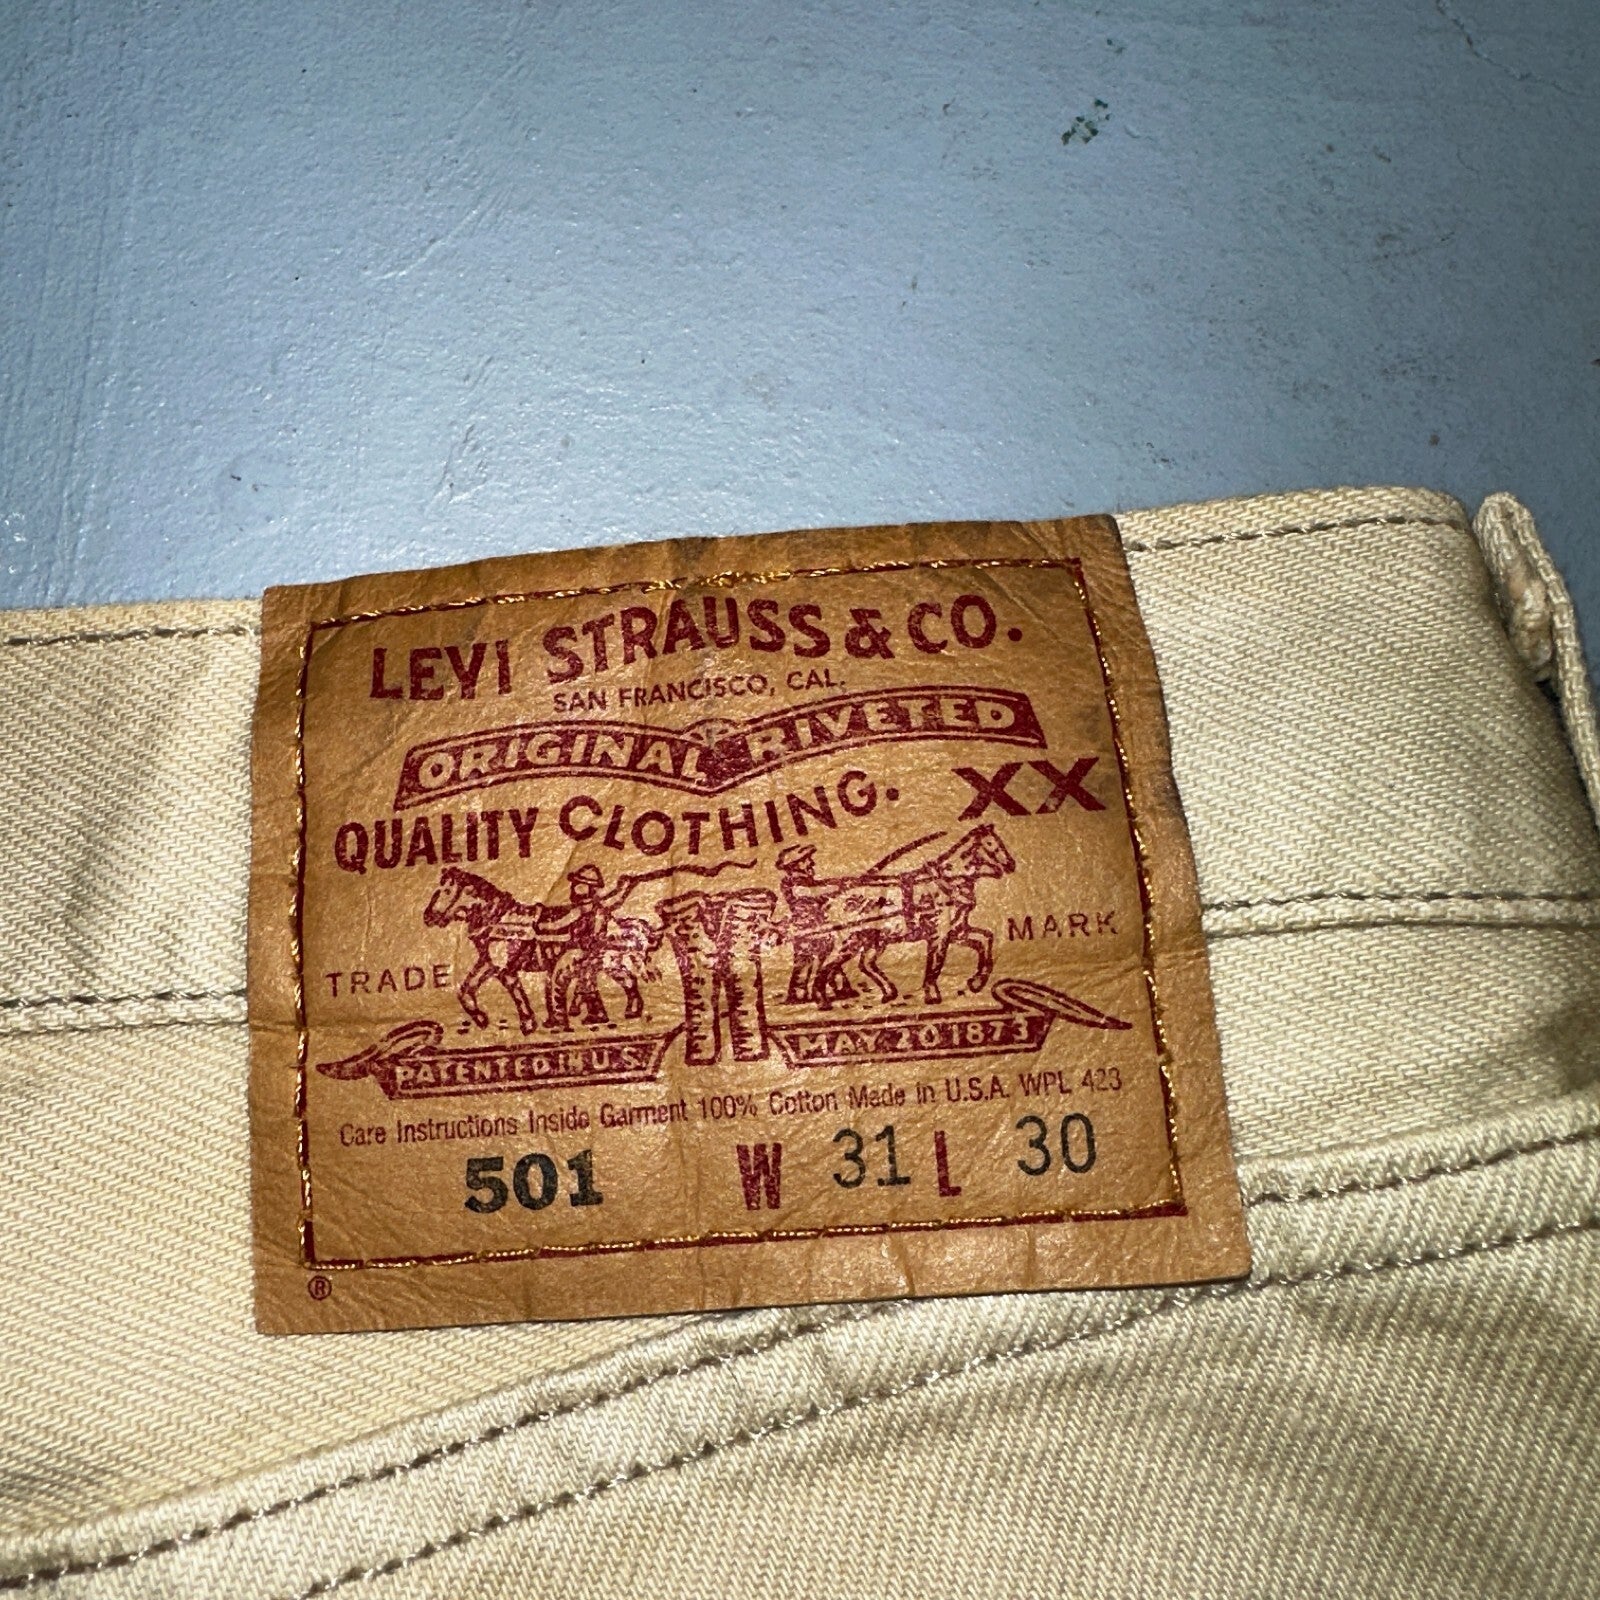 LEVI STRAUSS & CO.
SAN FRANCISCO, CAL.
ORIGINAL RIVETED
QUALITY CLOTHING. XX
TRADE MARK
PATENTED IN U.S. MAY 20 1873
Care Instructions Inside Garment 100% Cotton Made in U.S.A. WPL 423
501 W 31 L 30
®